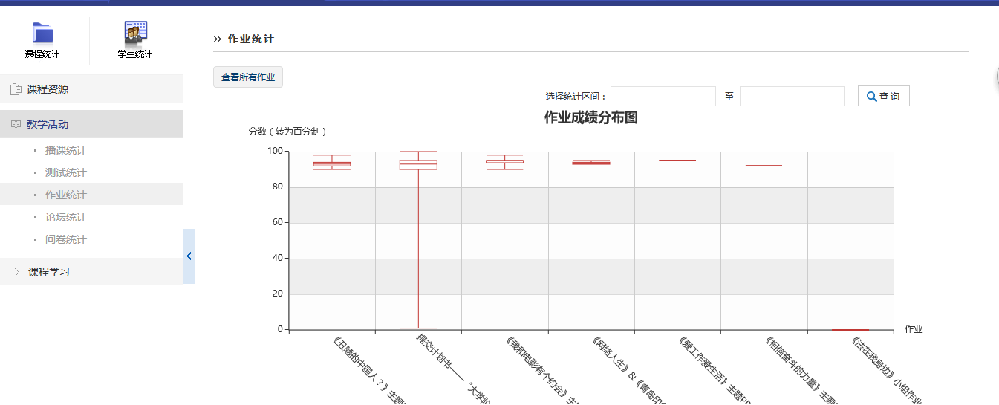 课程统计
学生统计
课程资源
教学活动
播课统计
测试统计
作业统计
论坛统计
问卷统计
课程学习
作业统计
查看所有作业
选择统计区间：
至
查询
作业成绩分布图
分数（转为百分制）
100
80
60
40
20
0
作业
《丑陋的中国人？》主题
提交计划书——“大学阶
《我和电影有个约会》主
《网络人生》&《青岛印
《爱工作爱生活》主题PP
《相信奋斗的力量》主题
《法在我身边》小组作业